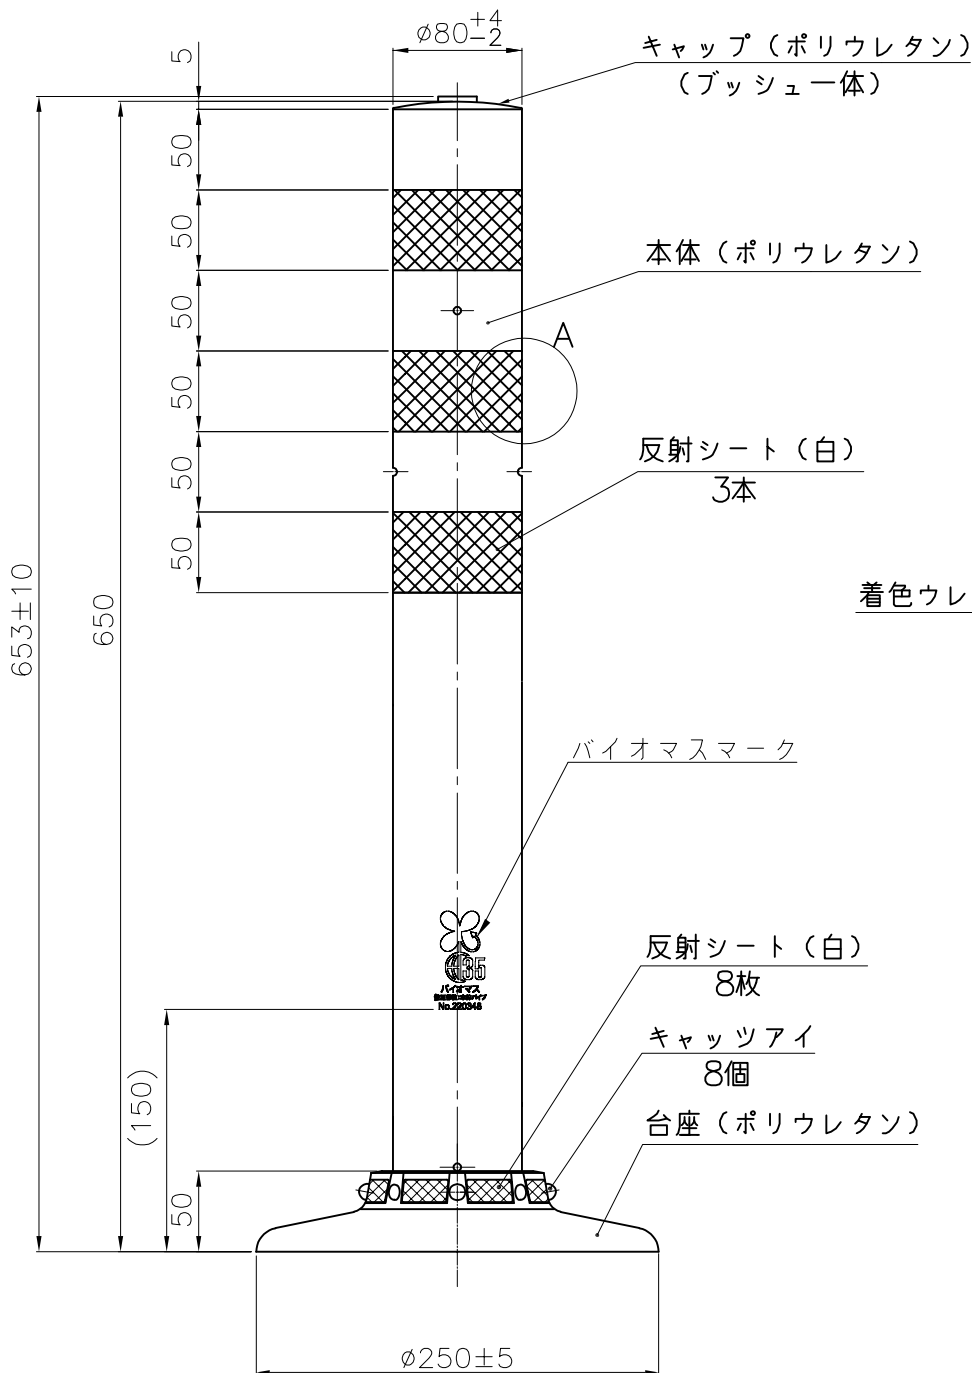 φ80+4-2
キャップ（ポリウレタン）
（ブッシュ一体）
5
50
50
本体（ポリウレタン）
50
A
50
反射シート（白）
3本
50
50
653±10
650
着色ウレ
バイオマスマーク
35
バイオマス
No.220348
反射シート（白）
8枚
キャッツアイ
8個
(150)
台座（ポリウレタン）
50
φ250±5